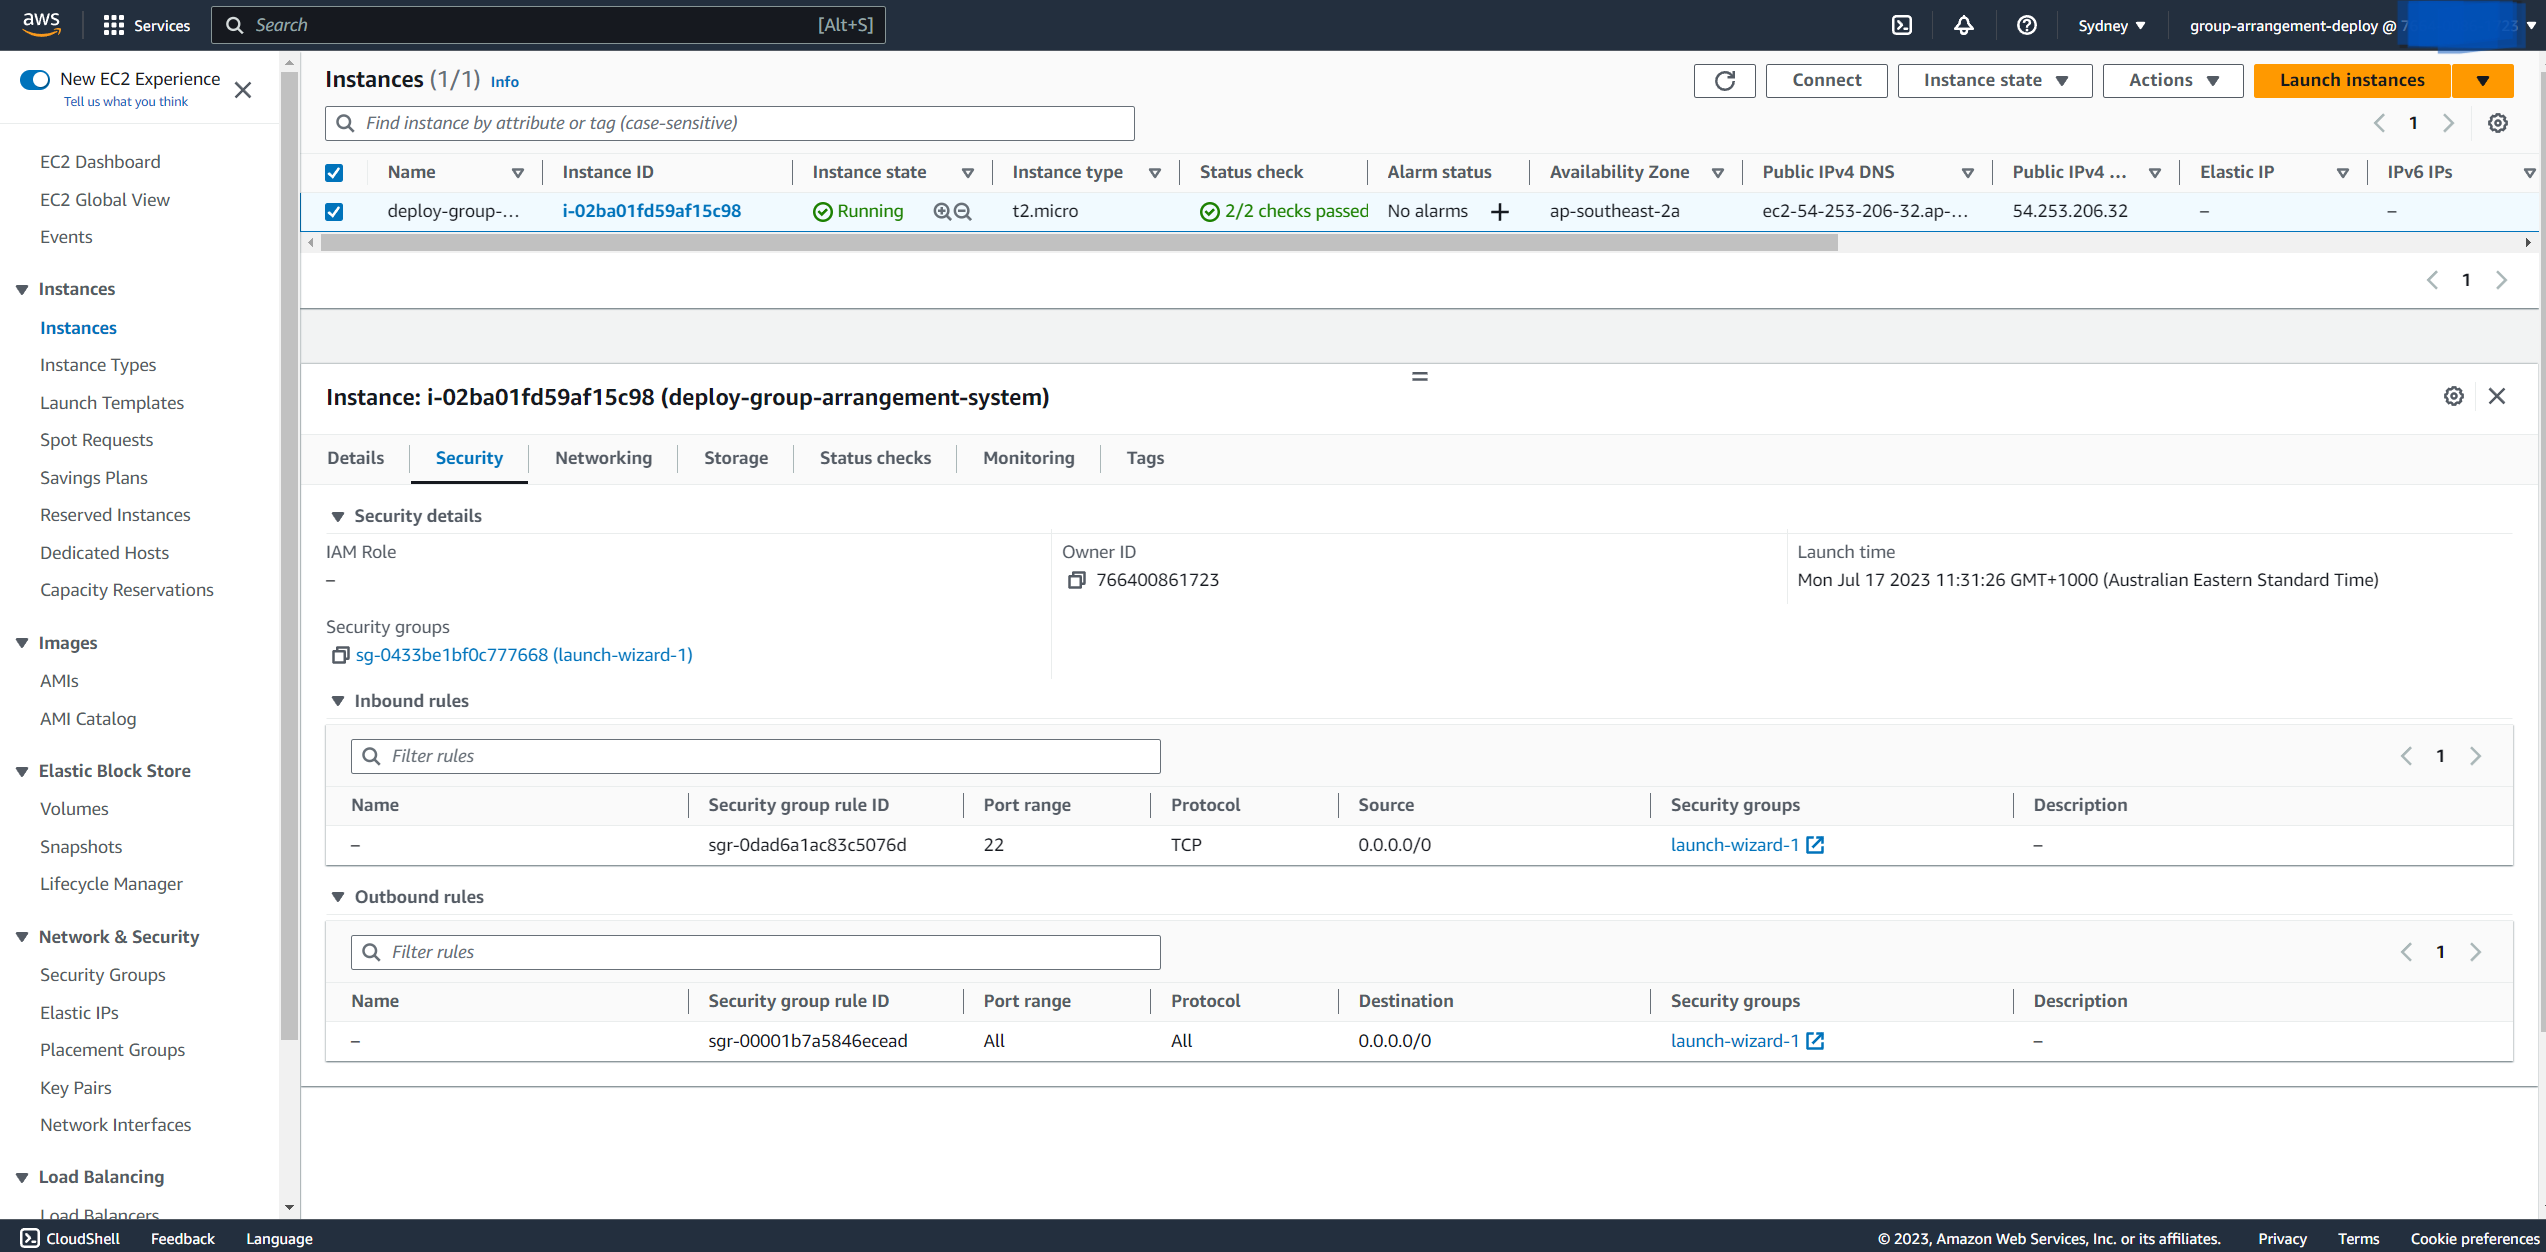 aws
Services
Search [Alt+S]
Sydney
group-arrangement-deploy @
New EC2 Experience
Tell us what you think
EC2 Dashboard
EC2 Global View
Events
Instances
Instances
Instance Types
Launch Templates
Spot Requests
Savings Plans
Reserved Instances
Dedicated Hosts
Capacity Reservations
Images
AMIs
AMI Catalog
Elastic Block Store
Volumes
Snapshots
Lifecycle Manager
Network & Security
Security Groups
Elastic IPs
Placement Groups
Key Pairs
Network Interfaces
Load Balancing
Load Balancers
Instances (1/1) Info
Connect
Instance state
Actions
Launch instances
Find instance by attribute or tag (case-sensitive)
1
Name Instance ID Instance state Instance type Status check Alarm status Availability Zone Public IPv4 DNS Public IPv4 ... Elastic IP IPv6 IPs
deploy-group-... i-02ba01fd59af15c98 Running t2.micro 2/2 checks passed No alarms + ap-southeast-2a ec2-54-253-206-32.ap-... 54.253.206.32 – –
1
Instance: i-02ba01fd59af15c98 (deploy-group-arrangement-system)
Details Security Networking Storage Status checks Monitoring Tags
Security details
IAM Role
–
Owner ID
766400861723
Launch time
Mon Jul 17 2023 11:31:26 GMT+1000 (Australian Eastern Standard Time)
Security groups
sg-0433be1bf0c777668 (launch-wizard-1)
Inbound rules
Filter rules
1
Name Security group rule ID Port range Protocol Source Security groups Description
– sgr-0dad6a1ac83c5076d 22 TCP 0.0.0.0/0 launch-wizard-1 –
Outbound rules
Filter rules
1
Name Security group rule ID Port range Protocol Destination Security groups Description
– sgr-00001b7a5846ecead All All 0.0.0.0/0 launch-wizard-1 –
CloudShell Feedback Language
© 2023, Amazon Web Services, Inc. or its affiliates. Privacy Terms Cookie preferences